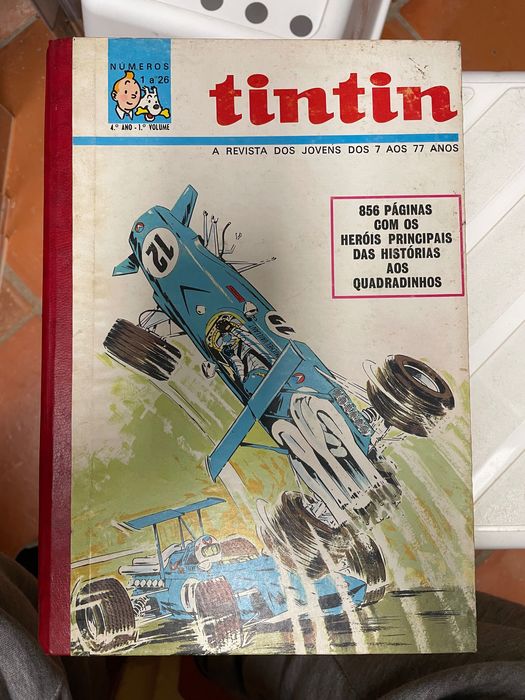 NÚMEROS
1 a 26
4.º ANO - 1.º VOLUME
tintin
A REVISTA DOS JOVENS DOS 7 AOS 77 ANOS
856 PÁGINAS
COM OS
HERÓIS PRINCIPAIS
DAS HISTÓRIAS
AOS
QUADRADINHOS
12
12